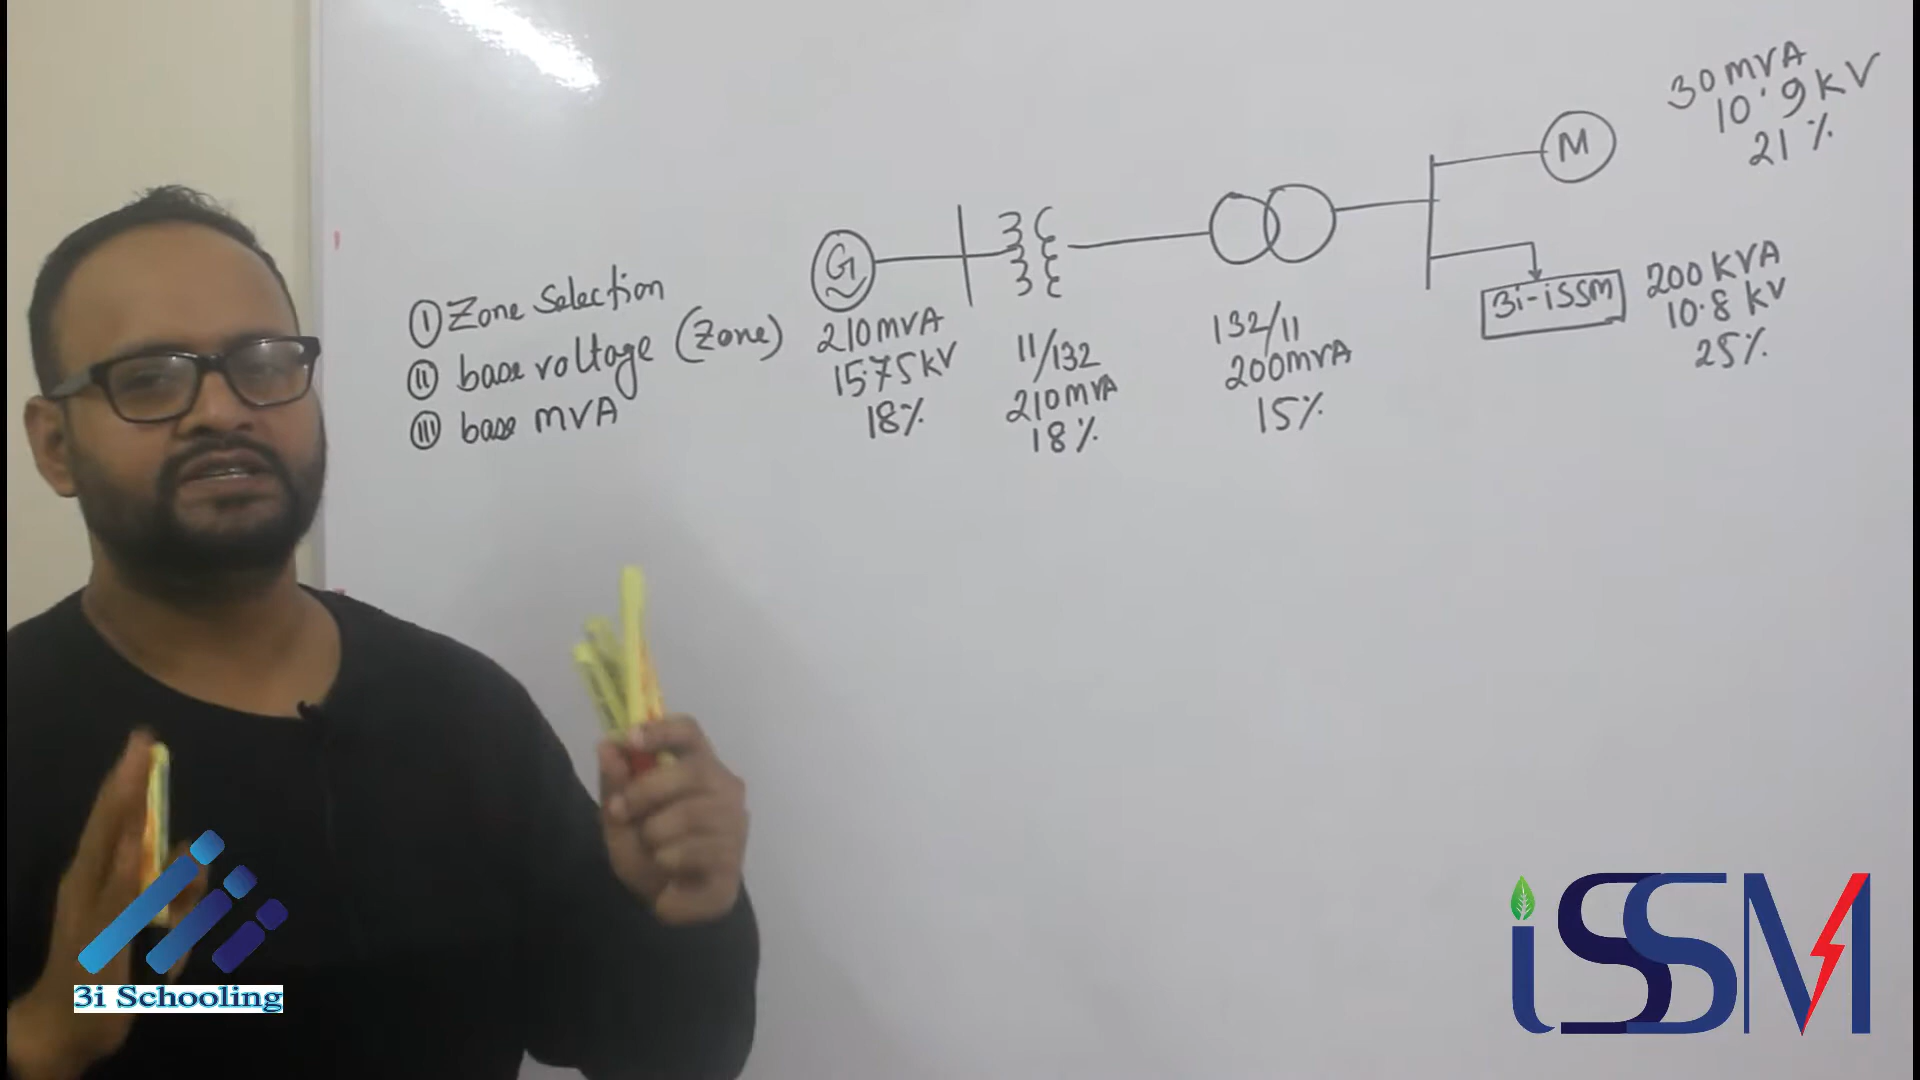 ① Zone Selection
② base voltage (Zone)
③ base MVA
G
210 MVA
15.75 KV
18%
11/132
210 MVA
18%
132/11
200 MVA
15%
M
30 MVA
10.9 KV
21%
3i-iSSM
200 KVA
10.8 KV
25%
3i Schooling
iSSM